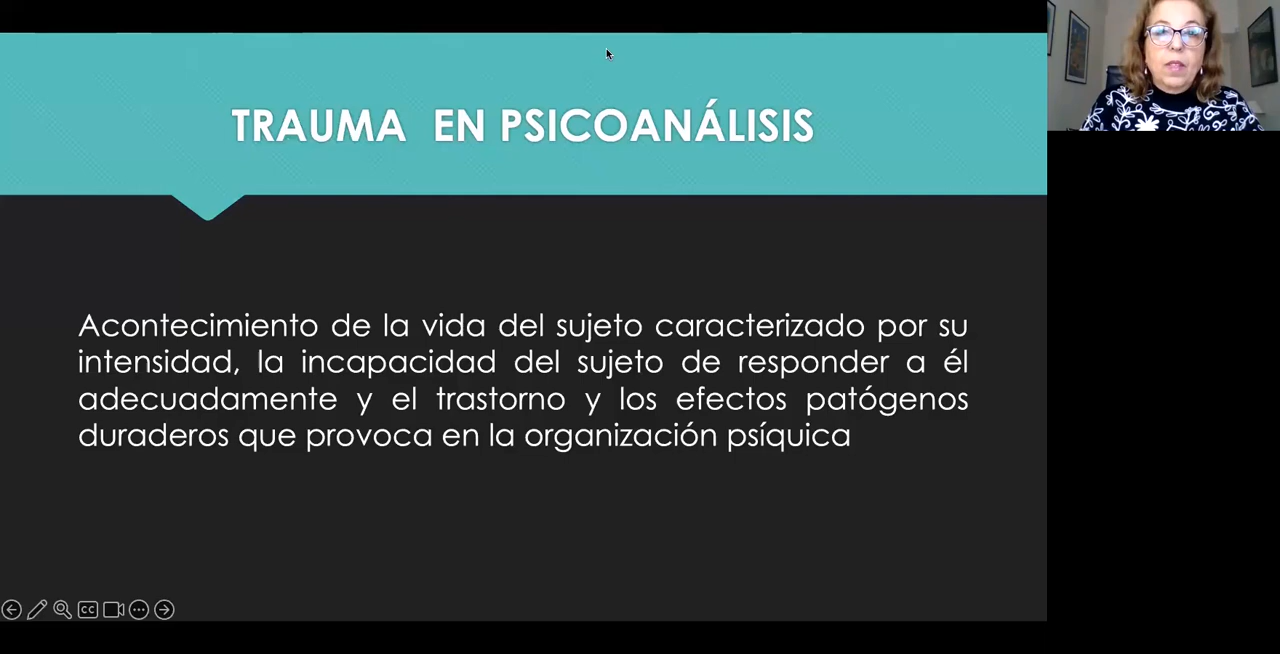 TRAUMA EN PSICOANÁLISIS
Acontecimiento de la vida del sujeto caracterizado por su
intensidad, la incapacidad del sujeto de responder a él
adecuadamente y el trastorno y los efectos patógenos
duraderos que provoca en la organización psíquica
CC